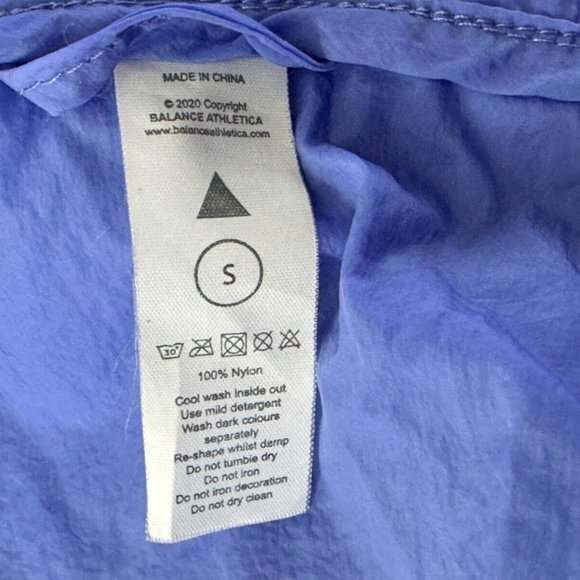 MADE IN CHINA
© 2020 Copyright
BALANCE ATHLETICA
www.balanceathletica.com
S
30°
100% Nylon
Cool wash inside out
Use mild detergent
Wash dark colours
separately
Re-shape whilst damp
Do not tumble dry
Do not iron
Do not iron decoration
Do not dry clean